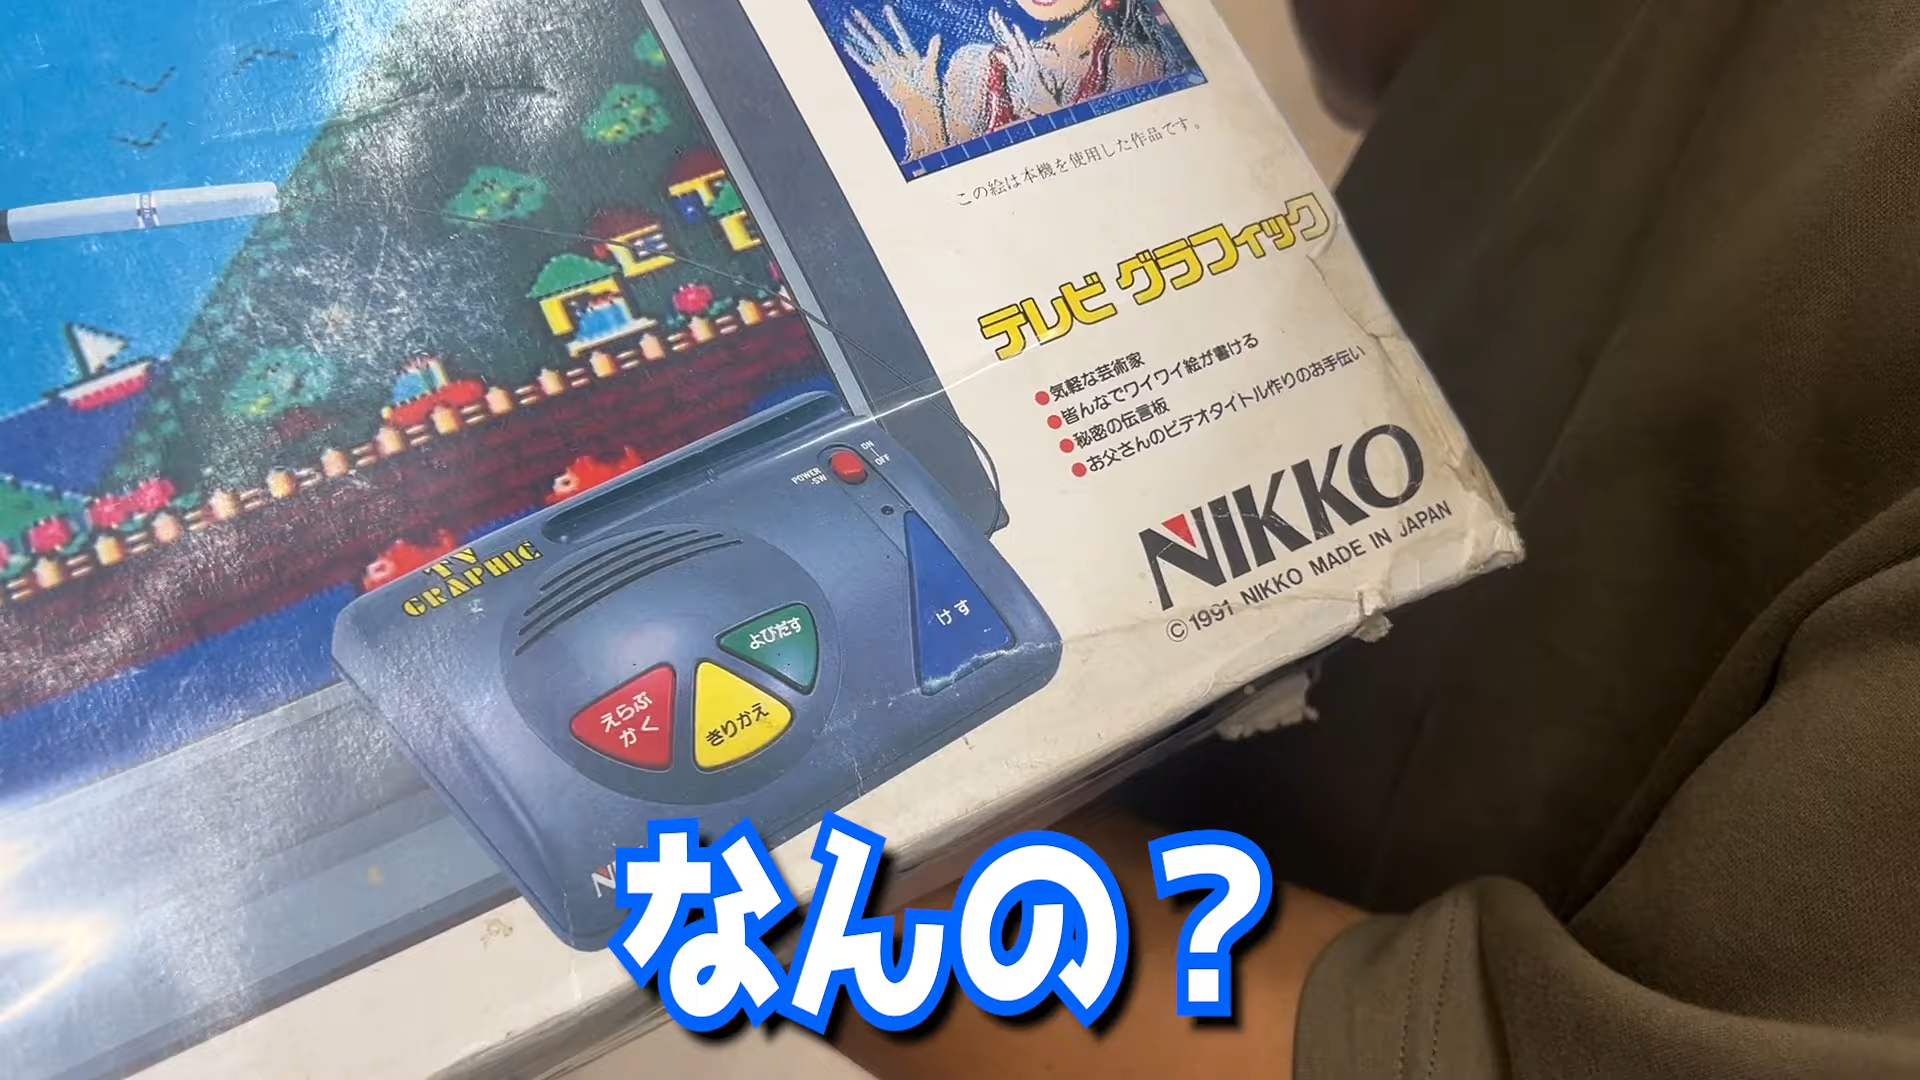 この絵は本機を使用した作品です。
テレビ グラフィック
●気軽な芸術家
●皆んなでワイワイ絵が書ける
●秘密の伝言板
●お父さんのビデオタイトル作りのお手伝い
NIKKO
©1991 NIKKO MADE IN JAPAN
ON
OFF
POWER
-SW
TV
GRAPHIC
よびだす
けす
えらぶ
かく
きりかえ
なんの？